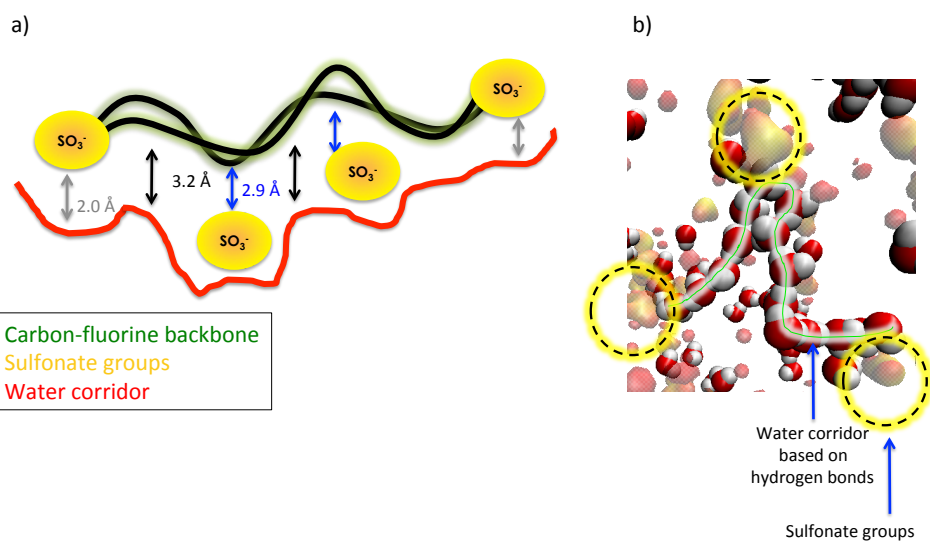 a)
b)
SO3-
SO3-
SO3-
SO3-
3.2 Å
2.9 Å
2.0 Å
Carbon-fluorine backbone
Sulfonate groups
Water corridor
Water corridor
based on
hydrogen bonds
Sulfonate groups